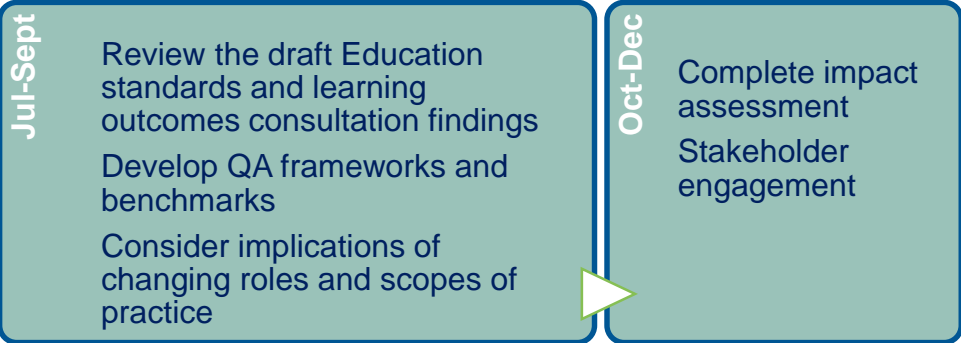 Jul-Sept
Review the draft Education
standards and learning
outcomes consultation findings
Develop QA frameworks and
benchmarks
Consider implications of
changing roles and scopes of
practice
Oct-Dec
Complete impact
assessment
Stakeholder
engagement